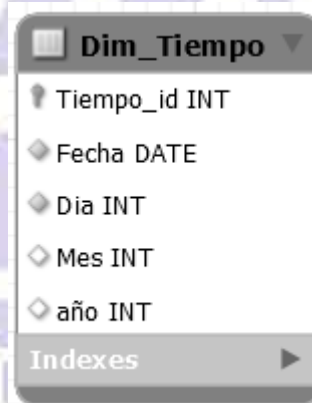 Dim_Tiempo
Tiempo_id INT
Fecha DATE
Dia INT
Mes INT
año INT
Indexes